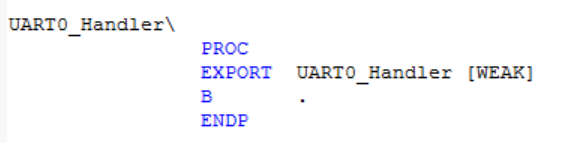 UART0_Handler\
PROC
EXPORT UART0_Handler [WEAK]
B .
ENDP